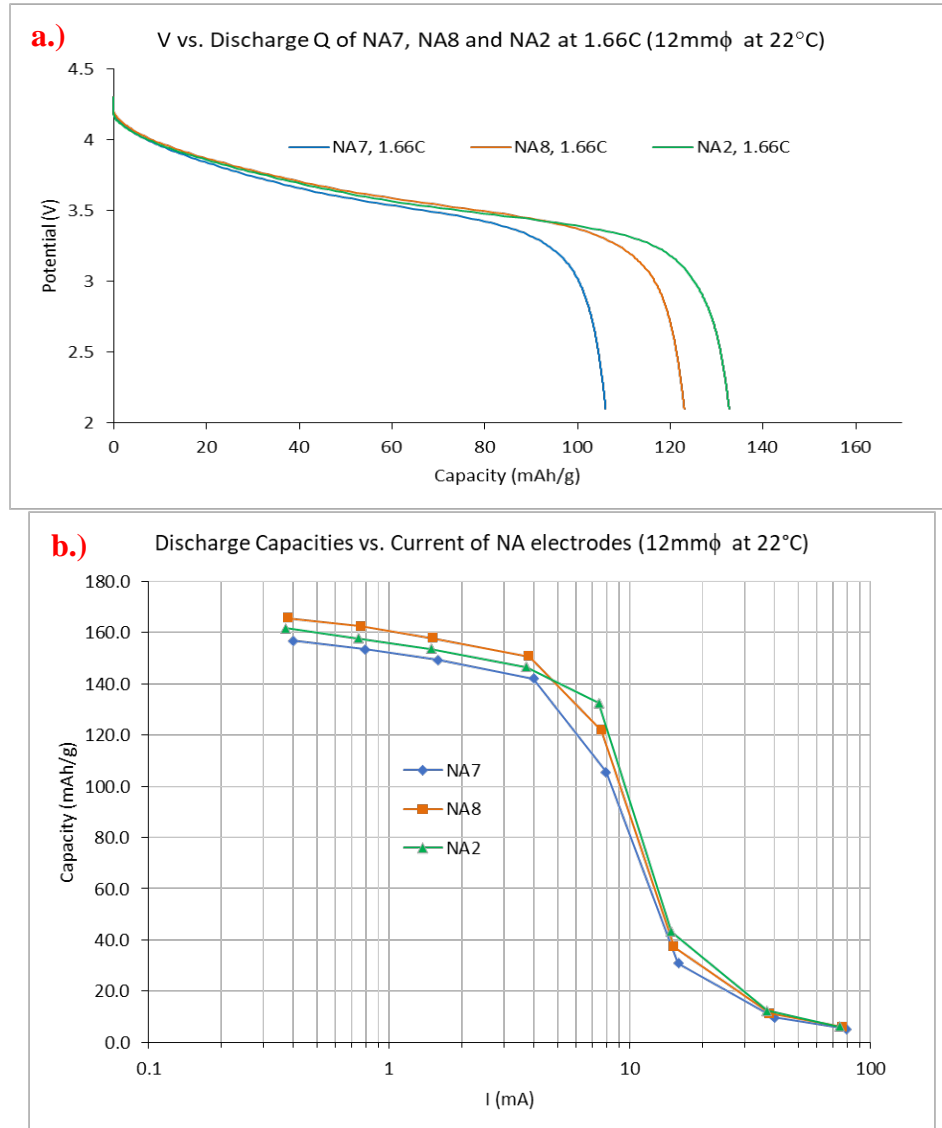 a.)
V vs. Discharge Q of NA7, NA8 and NA2 at 1.66C (12mmϕ at 22°C)
4.5
4
3.5
3
2.5
2
Potential (V)
NA7, 1.66C NA8, 1.66C NA2, 1.66C
0 20 40 60 80 100 120 140 160
Capacity (mAh/g)
b.)
Discharge Capacities vs. Current of NA electrodes (12mmϕ at 22°C)
180.0
160.0
140.0
120.0
100.0
80.0
60.0
40.0
20.0
0.0
Capacity (mAh/g)
NA7
NA8
NA2
0.1 1 10 100
I (mA)